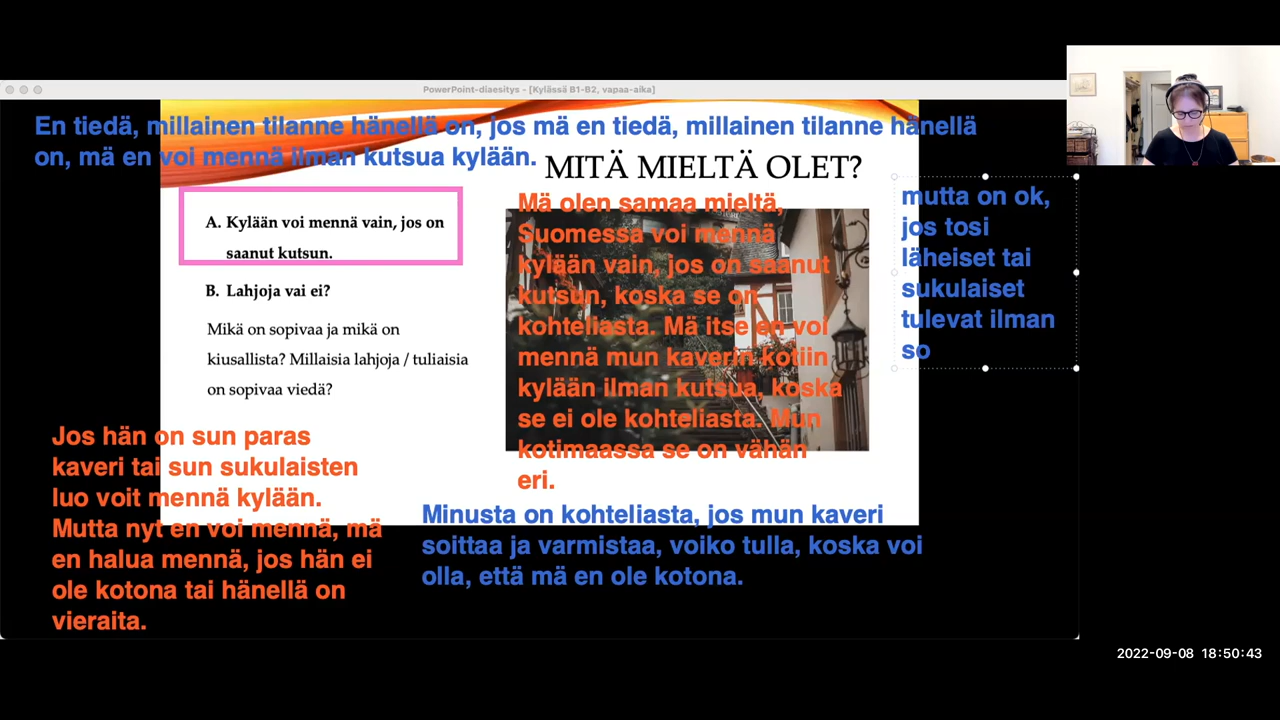 PowerPoint-diaesitys - [Kylässä B1-B2, vapaa-aika]
En tiedä, millainen tilanne hänellä on, jos mä en tiedä, millainen tilanne hänellä
on, mä en voi mennä ilman kutsua kylään.
MITÄ MIELTÄ OLET?
A. Kylään voi mennä vain, jos on
saanut kutsun.
B. Lahjoja vai ei?
Mikä on sopivaa ja mikä on
kiusallista? Millaisia lahjoja / tuliaisia
on sopivaa viedä?
Mä olen samaa mieltä,
Suomessa voi mennä
kylään vain, jos on saanut
kutsun, koska se on
kohteliasta. Mä itse en voi
mennä mun kaverin kotiin
kylään ilman kutsua, koska
se ei ole kohteliasta. Mun
kotimaassa se on vähän
eri.
mutta on ok,
jos tosi
läheiset tai
sukulaiset
tulevat ilman
so
Jos hän on sun paras
kaveri tai sun sukulaisten
luo voit mennä kylään.
Mutta nyt en voi mennä, mä
en halua mennä, jos hän ei
ole kotona tai hänellä on
vieraita.
Minusta on kohteliasta, jos mun kaveri
soittaa ja varmistaa, voiko tulla, koska voi
olla, että mä en ole kotona.
2022-09-08 18:50:43